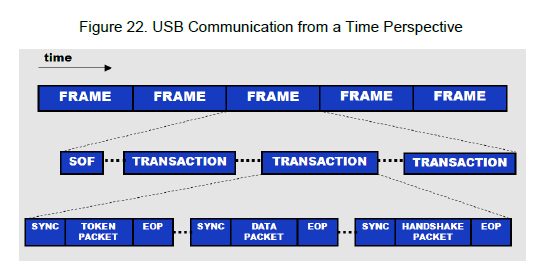 Figure 22. USB Communication from a Time Perspective
time
FRAME FRAME FRAME FRAME FRAME
SOF TRANSACTION TRANSACTION TRANSACTION
SYNC TOKEN PACKET EOP SYNC DATA PACKET EOP SYNC HANDSHAKE PACKET EOP